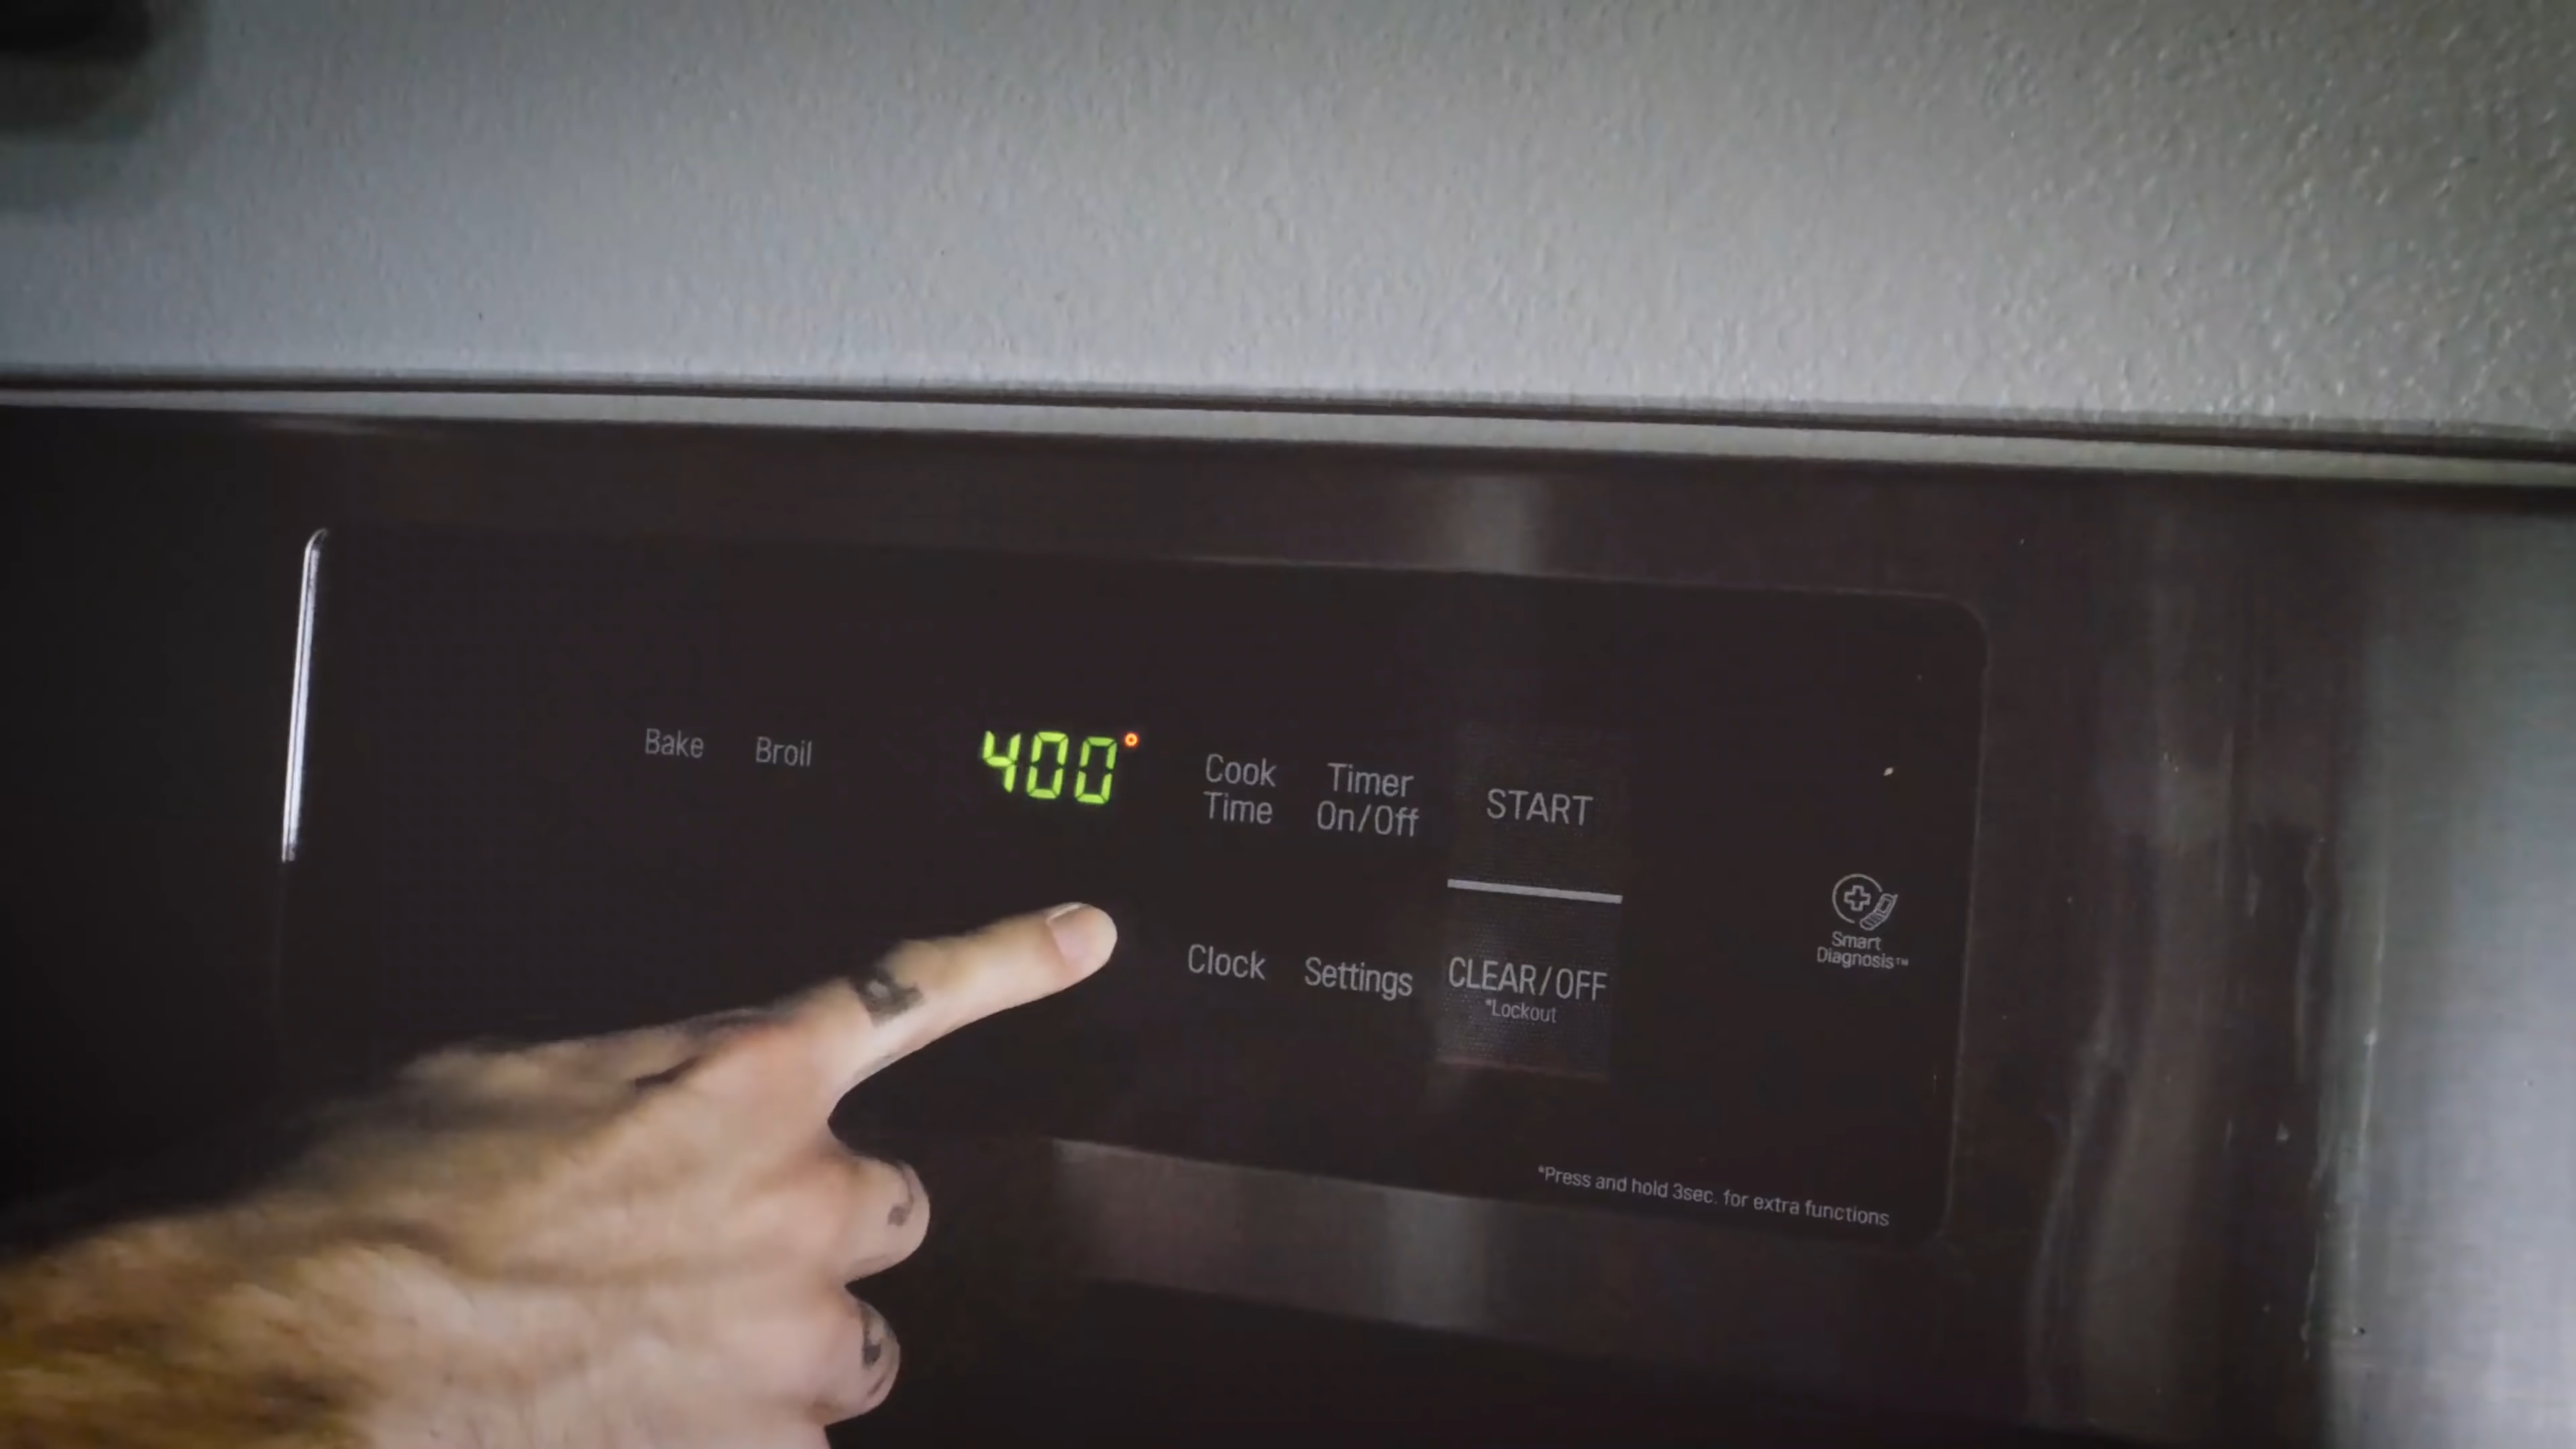 Bake
Broil
400°
Cook
Time
Timer
On/Off
START
Clock
Settings
CLEAR/OFF
*Lockout
Smart
Diagnosis™
*Press and hold 3sec. for extra functions